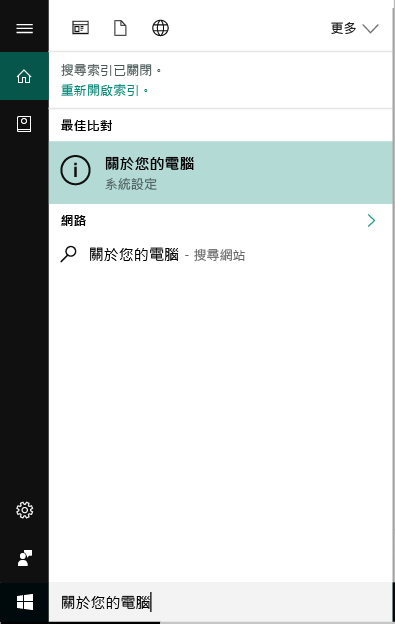 更多
搜尋索引已關閉。
重新開啟索引。
最佳比對
關於您的電腦
系統設定
網路
關於您的電腦 - 搜尋網站
關於您的電腦